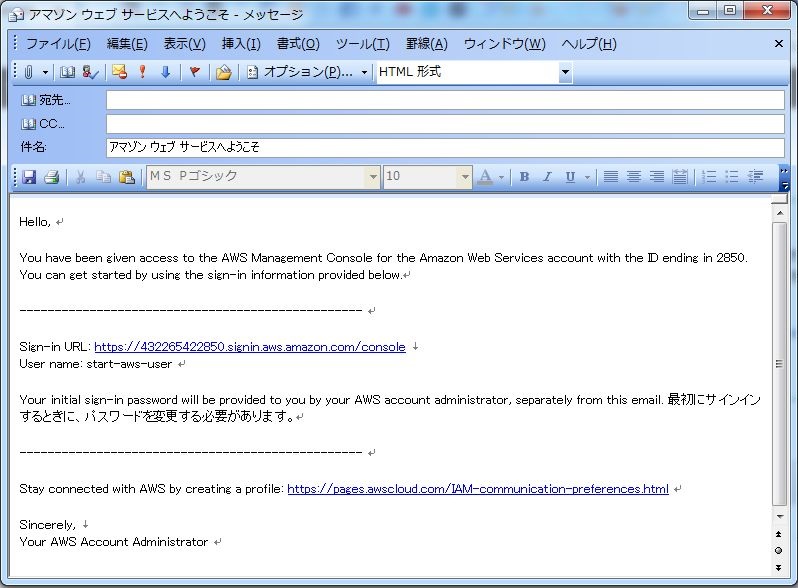 アマゾン ウェブ サービスへようこそ - メッセージ
ファイル(F) 編集(E) 表示(V) 挿入(I) 書式(O) ツール(T) 罫線(A) ウィンドウ(W) ヘルプ(H)
オプション(P)... HTML 形式
宛先...
CC...
件名: アマゾン ウェブ サービスへようこそ
ＭＳ Ｐゴシック 10 A B I U
Hello,
You have been given access to the AWS Management Console for the Amazon Web Services account with the ID ending in 2850.
You can get started by using the sign-in information provided below.
-------------------------------------------------
Sign-in URL: https://432265422850.signin.aws.amazon.com/console
User name: start-aws-user
Your initial sign-in password will be provided to you by your AWS account administrator, separately from this email. 最初にサインイン
するときに、パスワードを変更する必要があります。
-------------------------------------------------
Stay connected with AWS by creating a profile: https://pages.awscloud.com/IAM-communication-preferences.html
Sincerely,
Your AWS Account Administrator